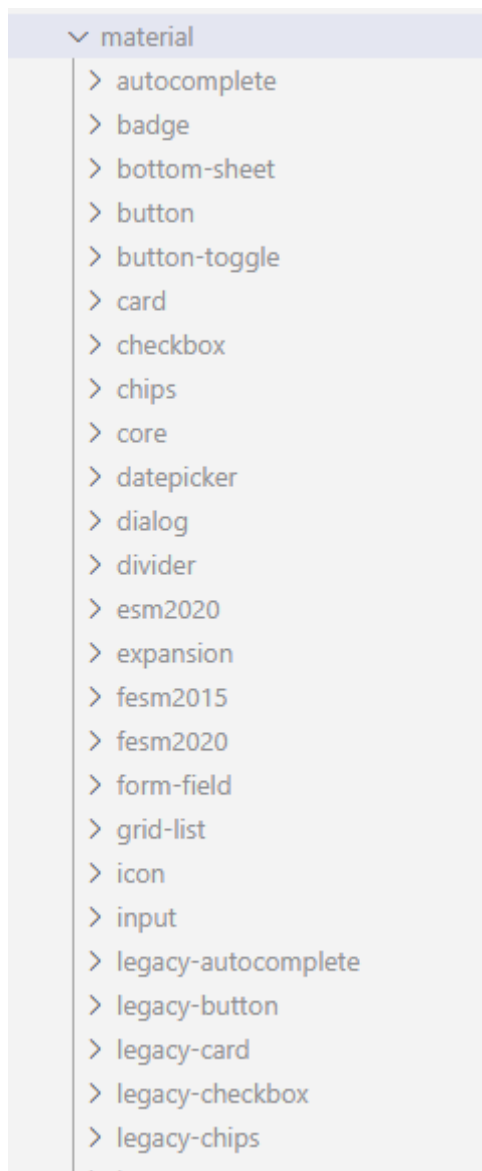 material
autocomplete
badge
bottom-sheet
button
button-toggle
card
checkbox
chips
core
datepicker
dialog
divider
esm2020
expansion
fesm2015
fesm2020
form-field
grid-list
icon
input
legacy-autocomplete
legacy-button
legacy-card
legacy-checkbox
legacy-chips